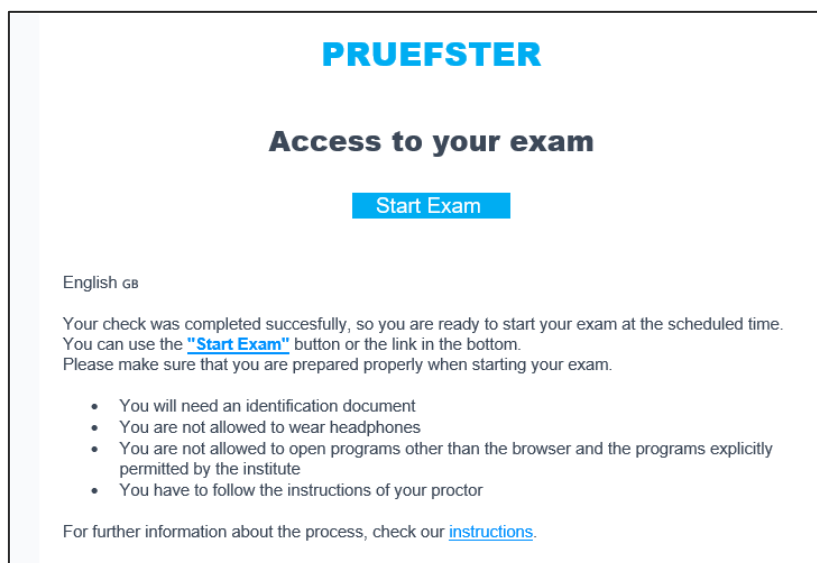 PRUEFSTER
Access to your exam
Start Exam
English GB
Your check was completed succesfully, so you are ready to start your exam at the scheduled time.
You can use the "Start Exam" button or the link in the bottom.
Please make sure that you are prepared properly when starting your exam.
• You will need an identification document
• You are not allowed to wear headphones
• You are not allowed to open programs other than the browser and the programs explicitly
permitted by the institute
• You have to follow the instructions of your proctor
For further information about the process, check our instructions.